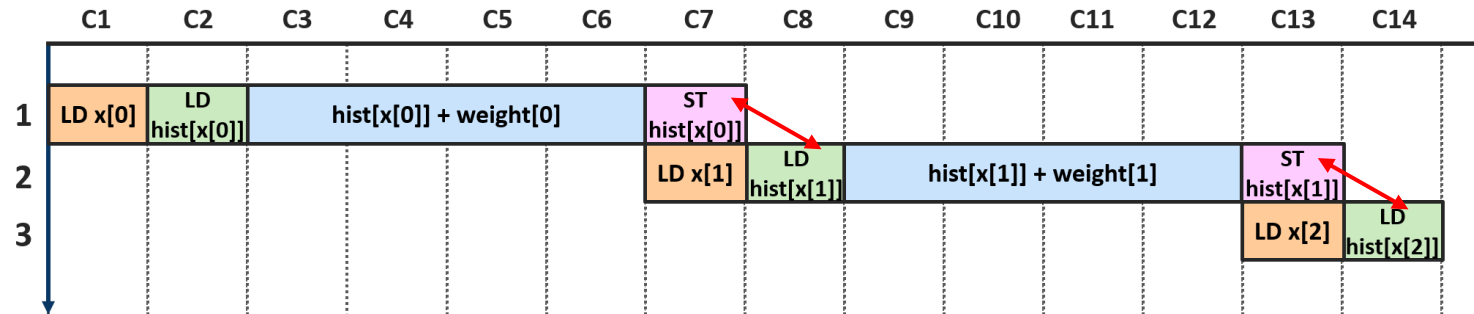 C1 C2 C3 C4 C5 C6 C7 C8 C9 C10 C11 C12 C13 C14
1
LD x[0]
LD
hist[x[0]]
hist[x[0]] + weight[0]
ST
hist[x[0]]
2
LD x[1]
LD
hist[x[1]]
hist[x[1]] + weight[1]
ST
hist[x[1]]
3
LD x[2]
LD
hist[x[2]]